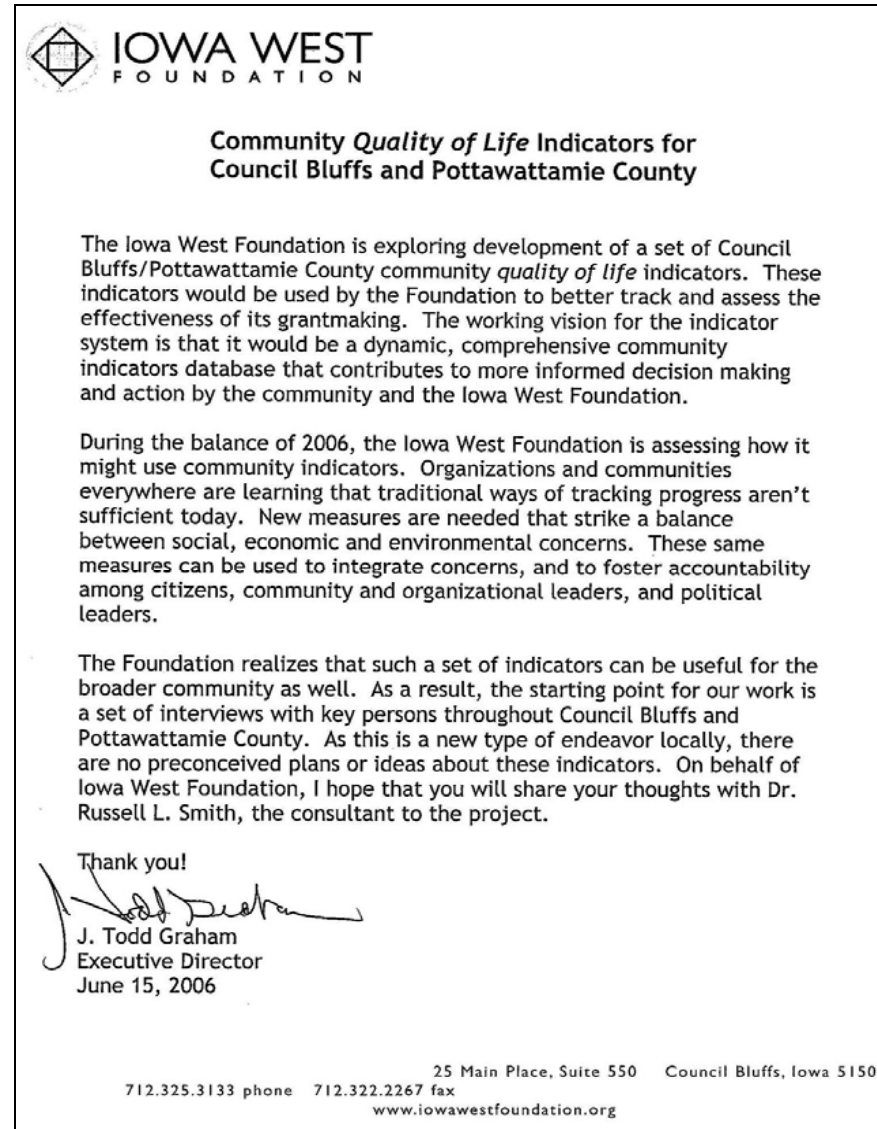 IOWA WEST
FOUNDATION
Community Quality of Life Indicators for
Council Bluffs and Pottawattamie County
The Iowa West Foundation is exploring development of a set of Council
Bluffs/Pottawattamie County community quality of life indicators. These
indicators would be used by the Foundation to better track and assess the
effectiveness of its grantmaking. The working vision for the indicator
system is that it would be a dynamic, comprehensive community
indicators database that contributes to more informed decision making
and action by the community and the Iowa West Foundation.
During the balance of 2006, the Iowa West Foundation is assessing how it
might use community indicators. Organizations and communities
everywhere are learning that traditional ways of tracking progress aren't
sufficient today. New measures are needed that strike a balance
between social, economic and environmental concerns. These same
measures can be used to integrate concerns, and to foster accountability
among citizens, community and organizational leaders, and political
leaders.
The Foundation realizes that such a set of indicators can be useful for the
broader community as well. As a result, the starting point for our work is
a set of interviews with key persons throughout Council Bluffs and
Pottawattamie County. As this is a new type of endeavor locally, there
are no preconceived plans or ideas about these indicators. On behalf of
Iowa West Foundation, I hope that you will share your thoughts with Dr.
Russell L. Smith, the consultant to the project.
Thank you!
J. Todd Graham
J. Todd Graham
Executive Director
June 15, 2006
25 Main Place, Suite 550 Council Bluffs, Iowa 5150
712.325.3133 phone 712.322.2267 fax
www.iowawestfoundation.org